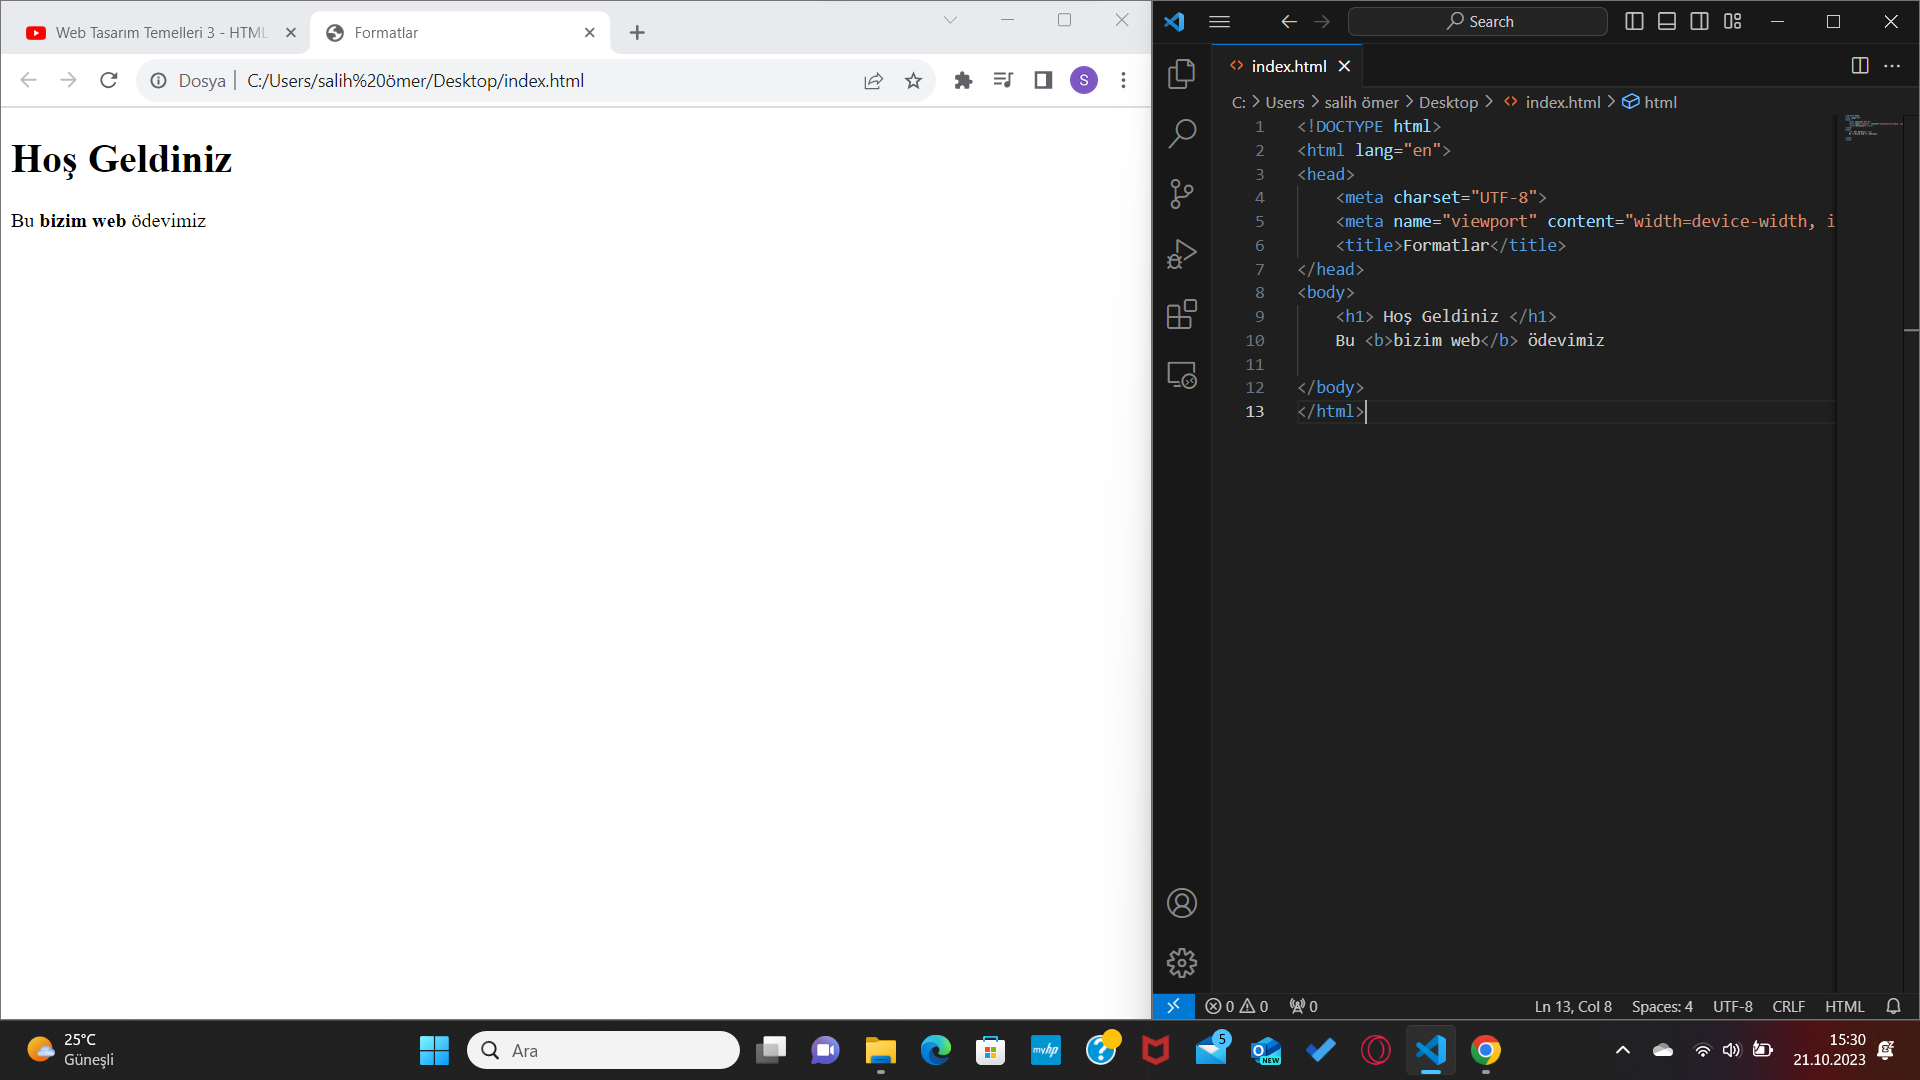 Web Tasarım Temelleri 3 - HTML
Formatlar
Dosya
C:/Users/salih%20ömer/Desktop/index.html
S
Hoş Geldiniz
Bu bizim web ödevimiz
Search
index.html
C: > Users > salih ömer > Desktop > <> index.html > html
1 <!DOCTYPE html>
2 <html lang="en">
3 <head>
4 <meta charset="UTF-8">
5 <meta name="viewport" content="width=device-width, i
6 <title>Formatlar</title>
7 </head>
8 <body>
9 <h1> Hoş Geldiniz </h1>
10 Bu <b>bizim web</b> ödevimiz
11
12 </body>
13 </html>
0 0 0
Ln 13, Col 8 Spaces: 4 UTF-8 CRLF HTML
25°C
Güneşli
Ara
myhp
5
NEW
15:30
21.10.2023